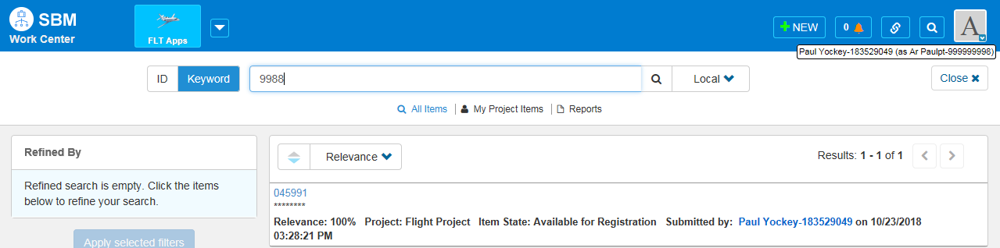 SBM
Work Center
FLT Apps
NEW
0
A
Paul Yockey-183529049 (as Ar Paulpt-999999998)
ID
Keyword
9988
Local
Close
All Items
My Project Items
Reports
Refined By
Refined search is empty. Click the items
below to refine your search.
Apply selected filters
Relevance
Results: 1 - 1 of 1
045991
********
Relevance: 100% Project: Flight Project Item State: Available for Registration Submitted by: Paul Yockey-183529049 on 10/23/2018
03:28:21 PM